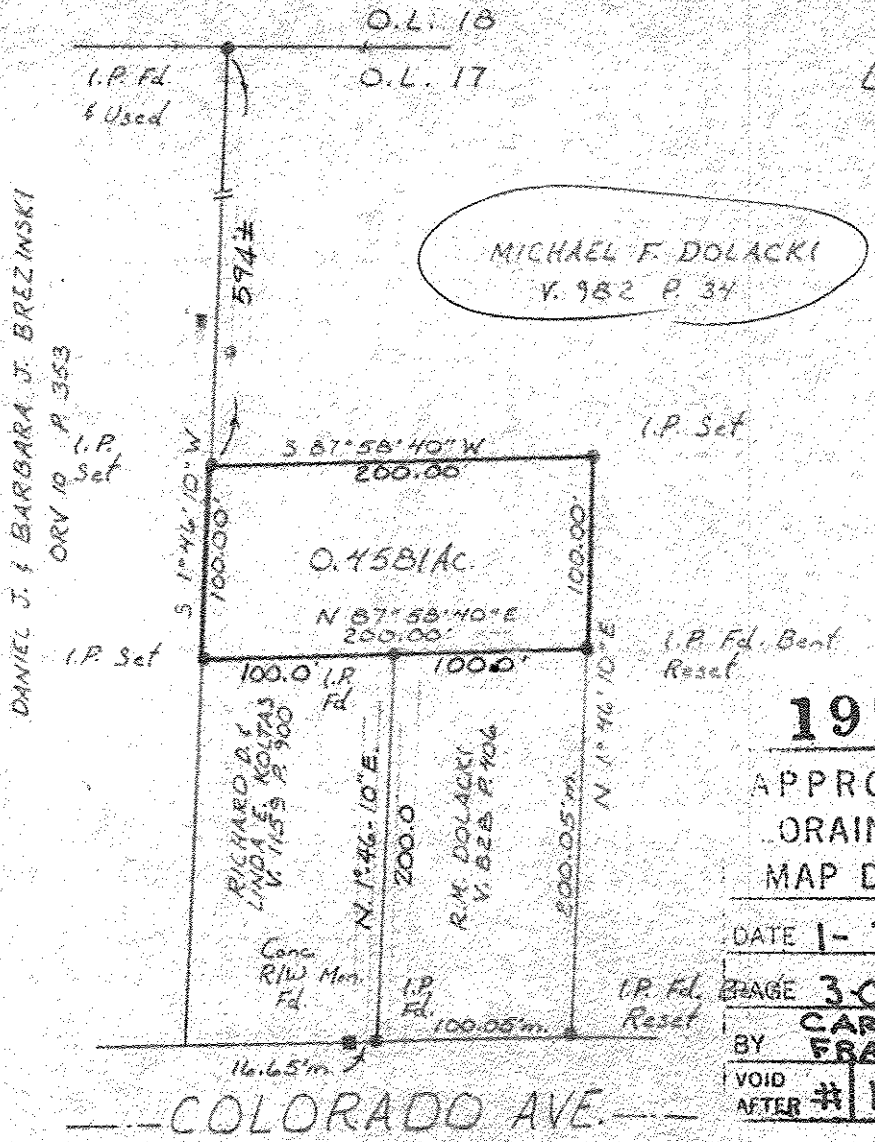 O.L. 18
O.L. 17
I.P. Fd
& Used
594±
MICHAEL F. DOLACKI
V. 982 P. 34
DANIEL J. & BARBARA J. BREZINSKI
ORV 10 P 353
I.P.
Set
I.P. Set
S 87°58'40" W
200.00'
S 1°46'10" W
100.00'
0.4581 Ac.
100.00'
N 87°58'40" E
200.00'
I.P. Set
I.P. Fd. Bent
Reset
100.0'
I.P.
Fd.
100.0'
N 1°46'10" E
RICHARD D. &
LINDA E. KOLTAS
V. 1159 P. 900
N. 1°46'10" E.
200.0
R.M. DOLACKI
V. 828 P. 406
200.05'm.
Conc
R/W Mon.
Fd.
I.P.
Fd.
100.05'm.
I.P. Fd.
Reset
16.65'm.
COLORADO AVE.
19
APPRO
ORAIN
MAP D
DATE 1-
PAGE 3-
BY CAR
FRA
VOID
AFTER #